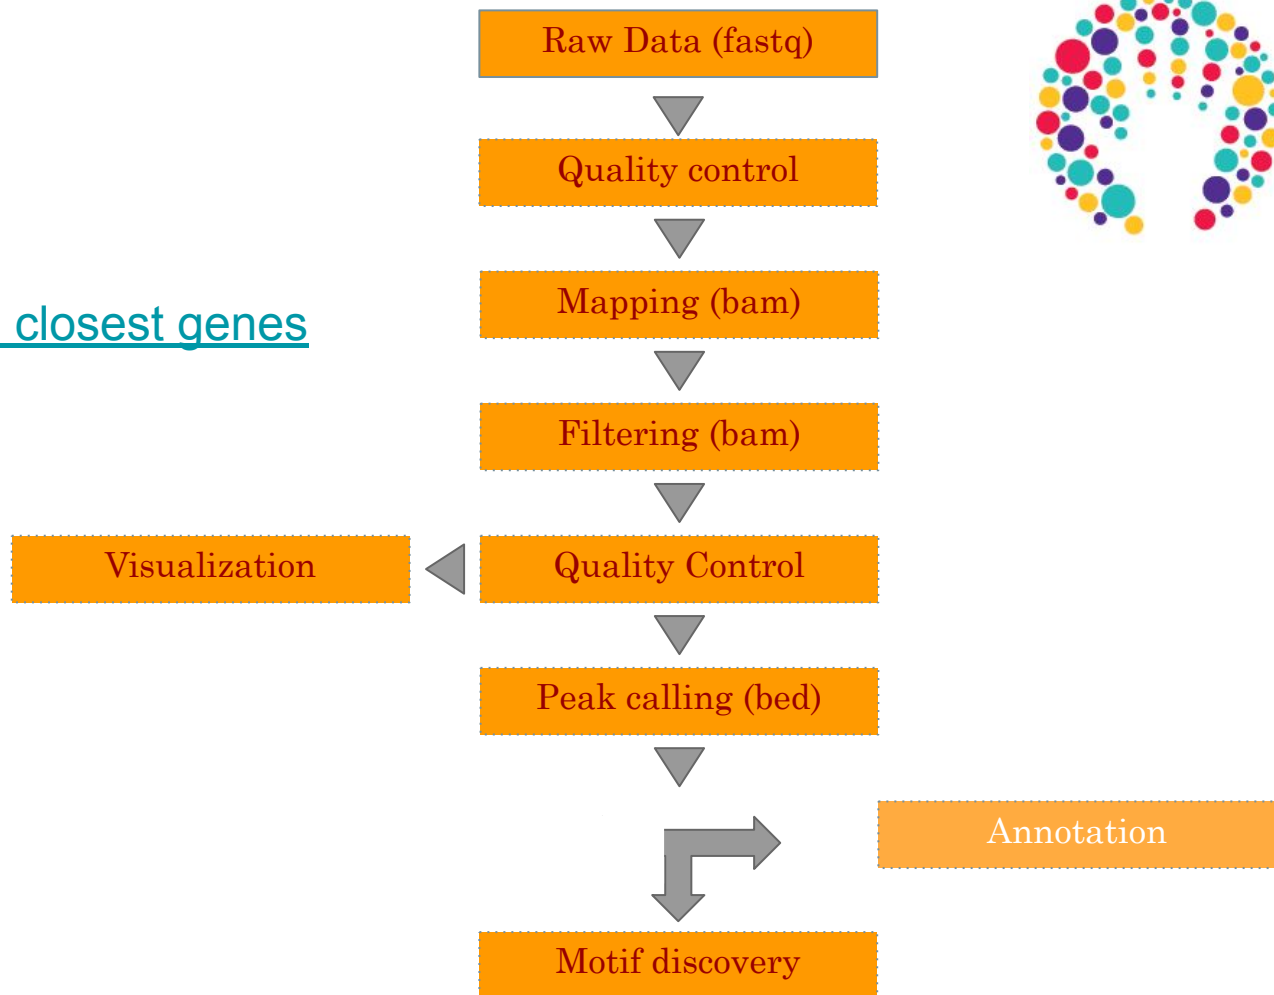 Raw Data (fastq)
Quality control
closest genes
Mapping (bam)
Filtering (bam)
Visualization
Quality Control
Peak calling (bed)
Annotation
Motif discovery